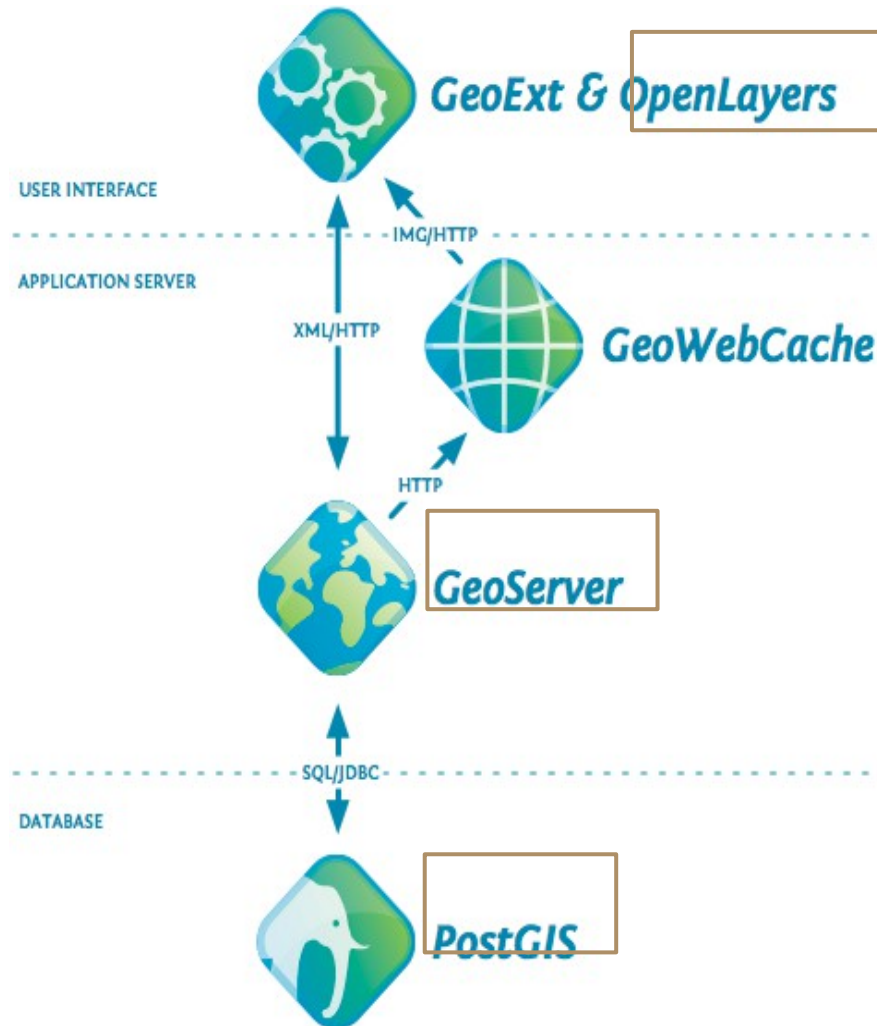 GeoExt & OpenLayers
USER INTERFACE
IMG/HTTP
APPLICATION SERVER
XML/HTTP
GeoWebCache
HTTP
GeoServer
SQL/JDBC
DATABASE
PostGIS